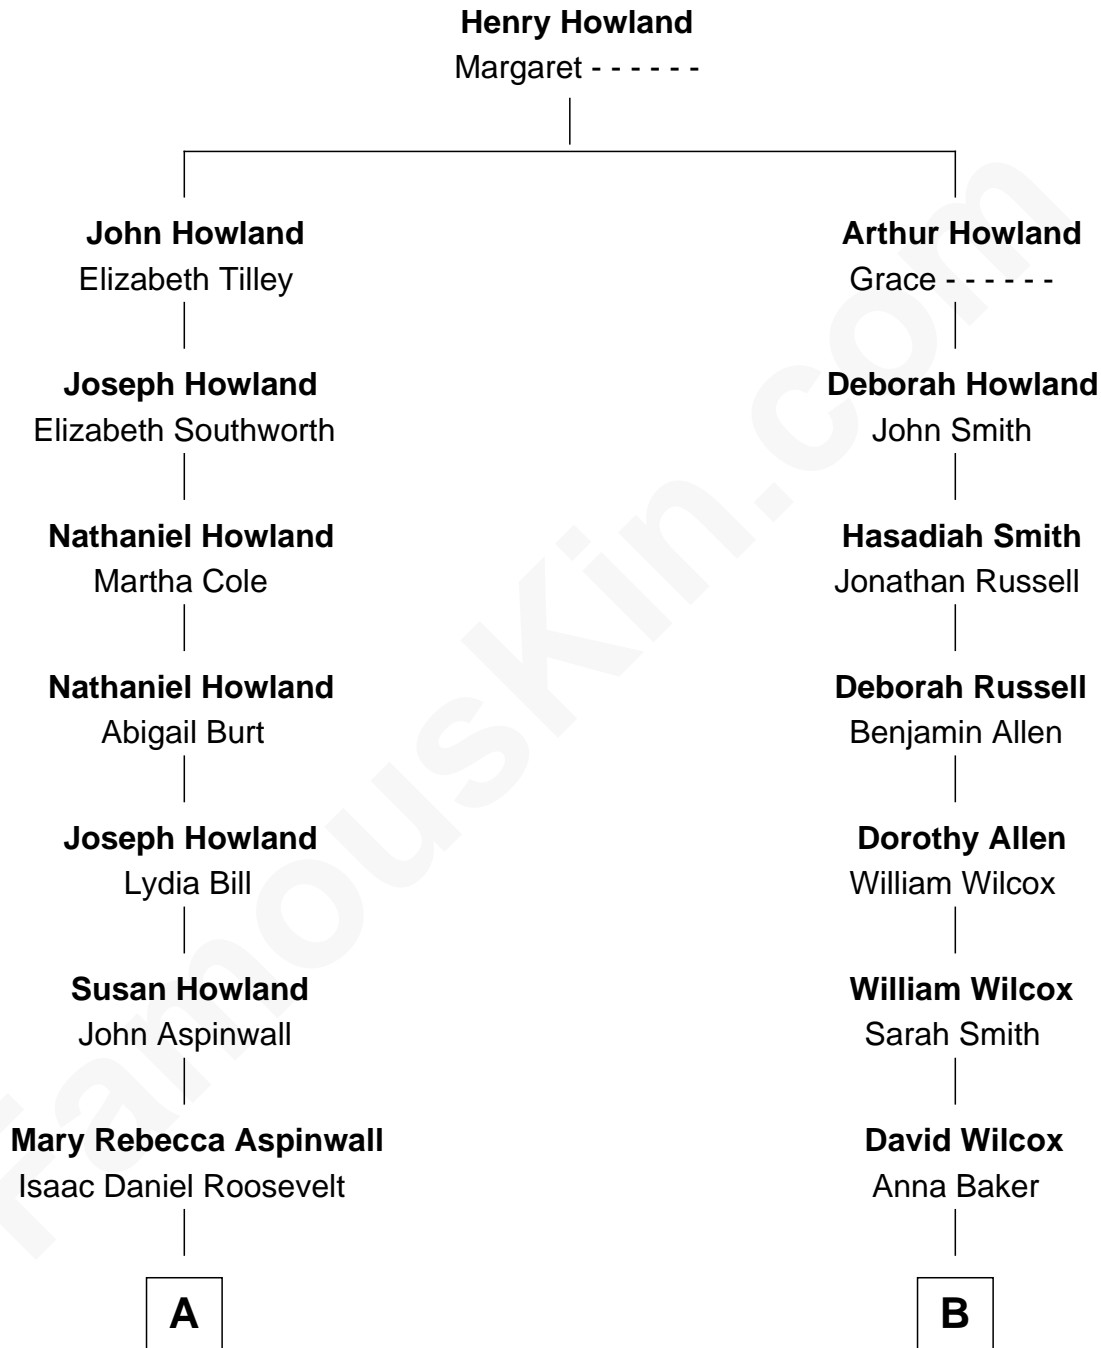 Henry Howland
Margaret - - - - - -
John Howland
Elizabeth Tilley
Arthur Howland
Grace - - - - - -
Joseph Howland
Elizabeth Southworth
Deborah Howland
John Smith
Nathaniel Howland
Martha Cole
Hasadiah Smith
Jonathan Russell
Nathaniel Howland
Abigail Burt
Deborah Russell
Benjamin Allen
Joseph Howland
Lydia Bill
Dorothy Allen
William Wilcox
Susan Howland
John Aspinwall
William Wilcox
Sarah Smith
Mary Rebecca Aspinwall
Isaac Daniel Roosevelt
David Wilcox
Anna Baker
A
B
FamousKin.com